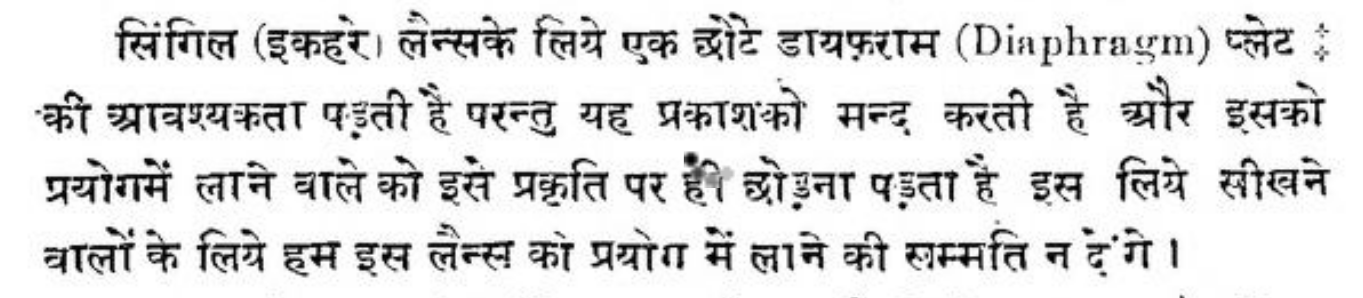 सिंगिल (इकहरे) लैन्सके लिये एक छोटे डायफ़राम (Diaphragm) प्लेट ⁂
की आवश्यकता पड़ती है परन्तु यह प्रकाशको मन्द करती है और इसको
प्रयोगमें लाने वाले को इसे प्रकृति पर ही छोड़ना पड़ता है इस लिये सीखने
वालों के लिये हम इस लैन्स को प्रयोग में लाने की सम्मति न देंगे ।